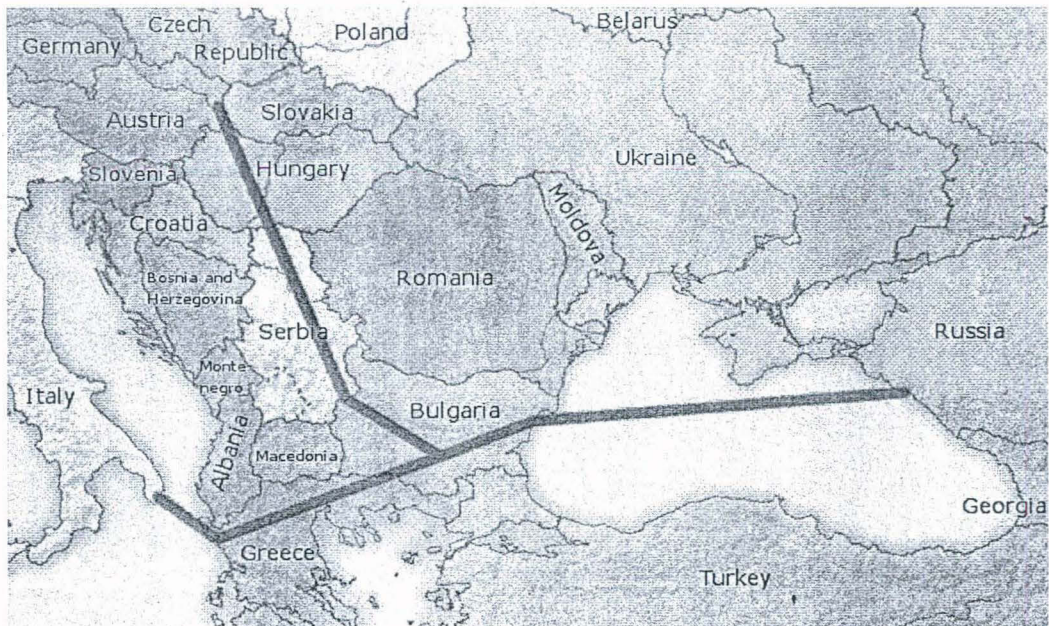 Belarus
Czech
Republic
Poland
Germany
Slovakia
Austria
Ukraine
Hungary
Slovenia
Moldova
Croatia
Romania
Bosnia and
Herzegovina
Serbia
Russia
Monte-
negro
Italy
Bulgaria
Albania
Macedonia
Georgia
Greece
Turkey